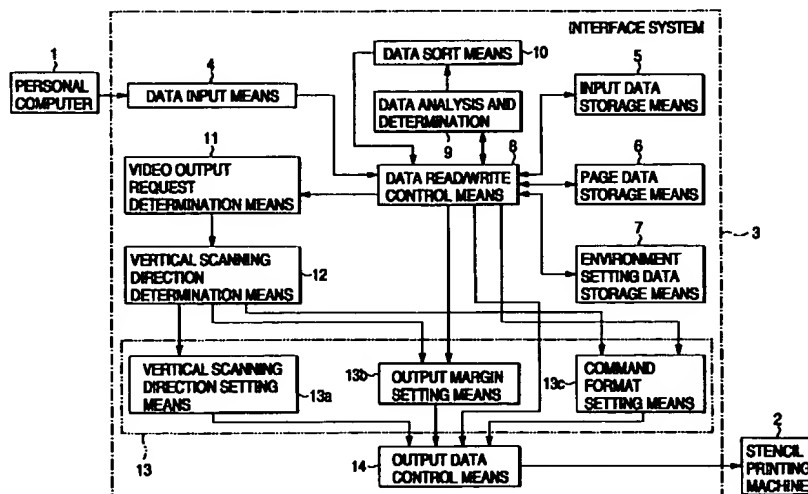 INTERFACE SYSTEM
1
PERSONAL
COMPUTER
4
DATA INPUT MEANS
DATA SORT MEANS
10
5
INPUT DATA
STORAGE MEANS
DATA ANALYSIS AND
DETERMINATION
9
8
11
VIDEO OUTPUT
REQUEST
DETERMINATION MEANS
DATA READ/WRITE
CONTROL MEANS
6
PAGE DATA
STORAGE MEANS
3
7
ENVIRONMENT
SETTING DATA
STORAGE MEANS
VERTICAL SCANNING
DIRECTION
DETERMINATION MEANS
12
VERTICAL SCANNING
DIRECTION SETTING
MEANS
13a
13b
OUTPUT MARGIN
SETTING MEANS
13c
COMMAND
FORMAT
SETTING MEANS
13
14
OUTPUT DATA
CONTROL MEANS
2
STENCIL
PRINTING
MACHINE